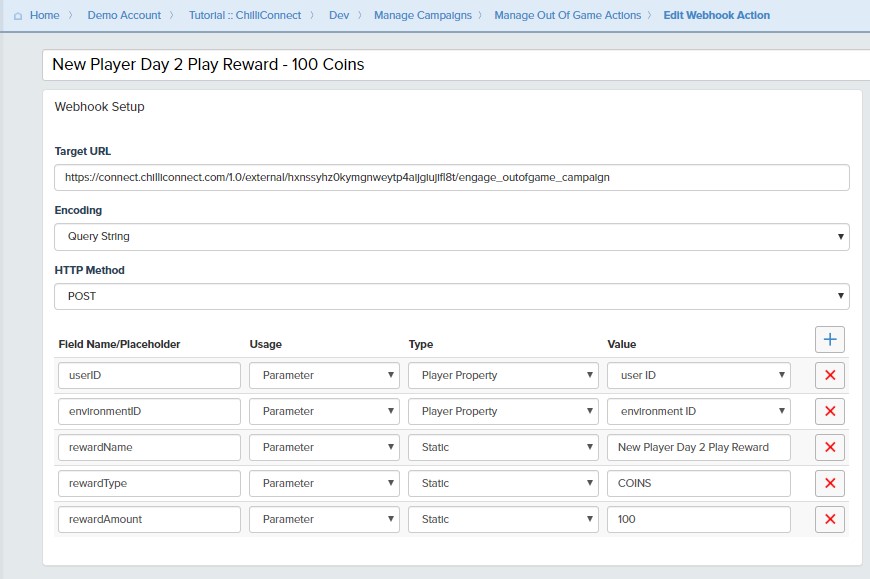 Home > Demo Account > Tutorial :: ChilliConnect > Dev > Manage Campaigns > Manage Out Of Game Actions > Edit Webhook Action
New Player Day 2 Play Reward - 100 Coins
Webhook Setup
Target URL
https://connect.chilliconnect.com/1.0/external/hxnssyhz0kymgnweytp4aijglujifl8t/engage_outofgame_campaign
Encoding
Query String
HTTP Method
POST
Field Name/Placeholder Usage Type Value
userID Parameter Player Property user ID
environmentID Parameter Player Property environment ID
rewardName Parameter Static New Player Day 2 Play Reward
rewardType Parameter Static COINS
rewardAmount Parameter Static 100